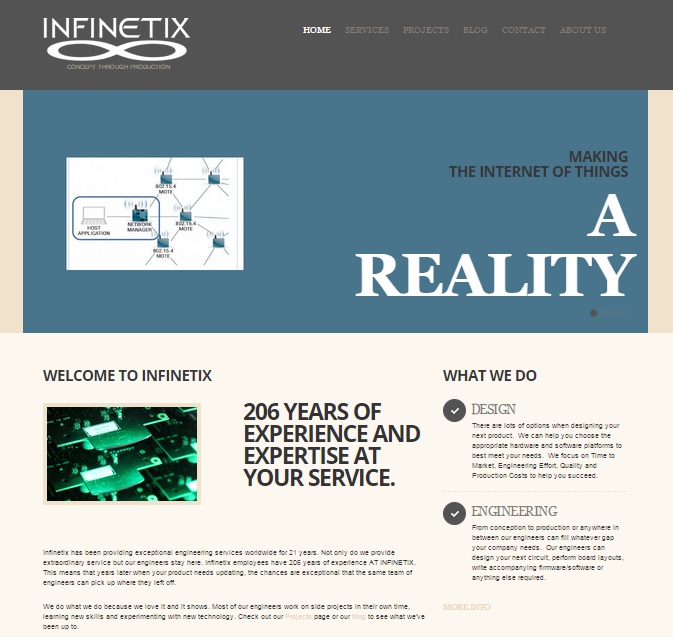 INFINETIX
CONCEPT THROUGH PRODUCTION
HOME SERVICES PROJECTS BLOG CONTACT ABOUT US
MAKING
THE INTERNET OF THINGS
A
REALITY
802.15.4
MOTE
HOST
APPLICATION
NETWORK
MANAGER
802.15.4
MOTE
802.15.4
MOTE
WELCOME TO INFINETIX
206 YEARS OF
EXPERIENCE AND
EXPERTISE AT
YOUR SERVICE.
Infinetix has been providing exceptional engineering services worldwide for 21 years. Not only do we provide
extraordinary service but our engineers stay here. Infinetix employees have 206 years of experience AT INFINETIX.
This means that years later when your product needs updating, the chances are exceptional that the same team of
engineers can pick up where they left off.
We do what we do because we love it and it shows. Most of our engineers work on side projects in their own time,
learning new skills and experimenting with new technology. Check out our Projects page or our blog to see what we've
been up to.
WHAT WE DO
DESIGN
There are lots of options when designing your
next product. We can help you choose the
appropriate hardware and software platforms to
best meet your needs. We focus on Time to
Market, Engineering Effort, Quality and
Production Costs to help you succeed.
ENGINEERING
From conception to production or anywhere in
between our engineers can fill whatever gap
your company needs. Our engineers can
design your next circuit, perform board layouts,
write accompanying firmware/software or
anything else required.
MORE INFO